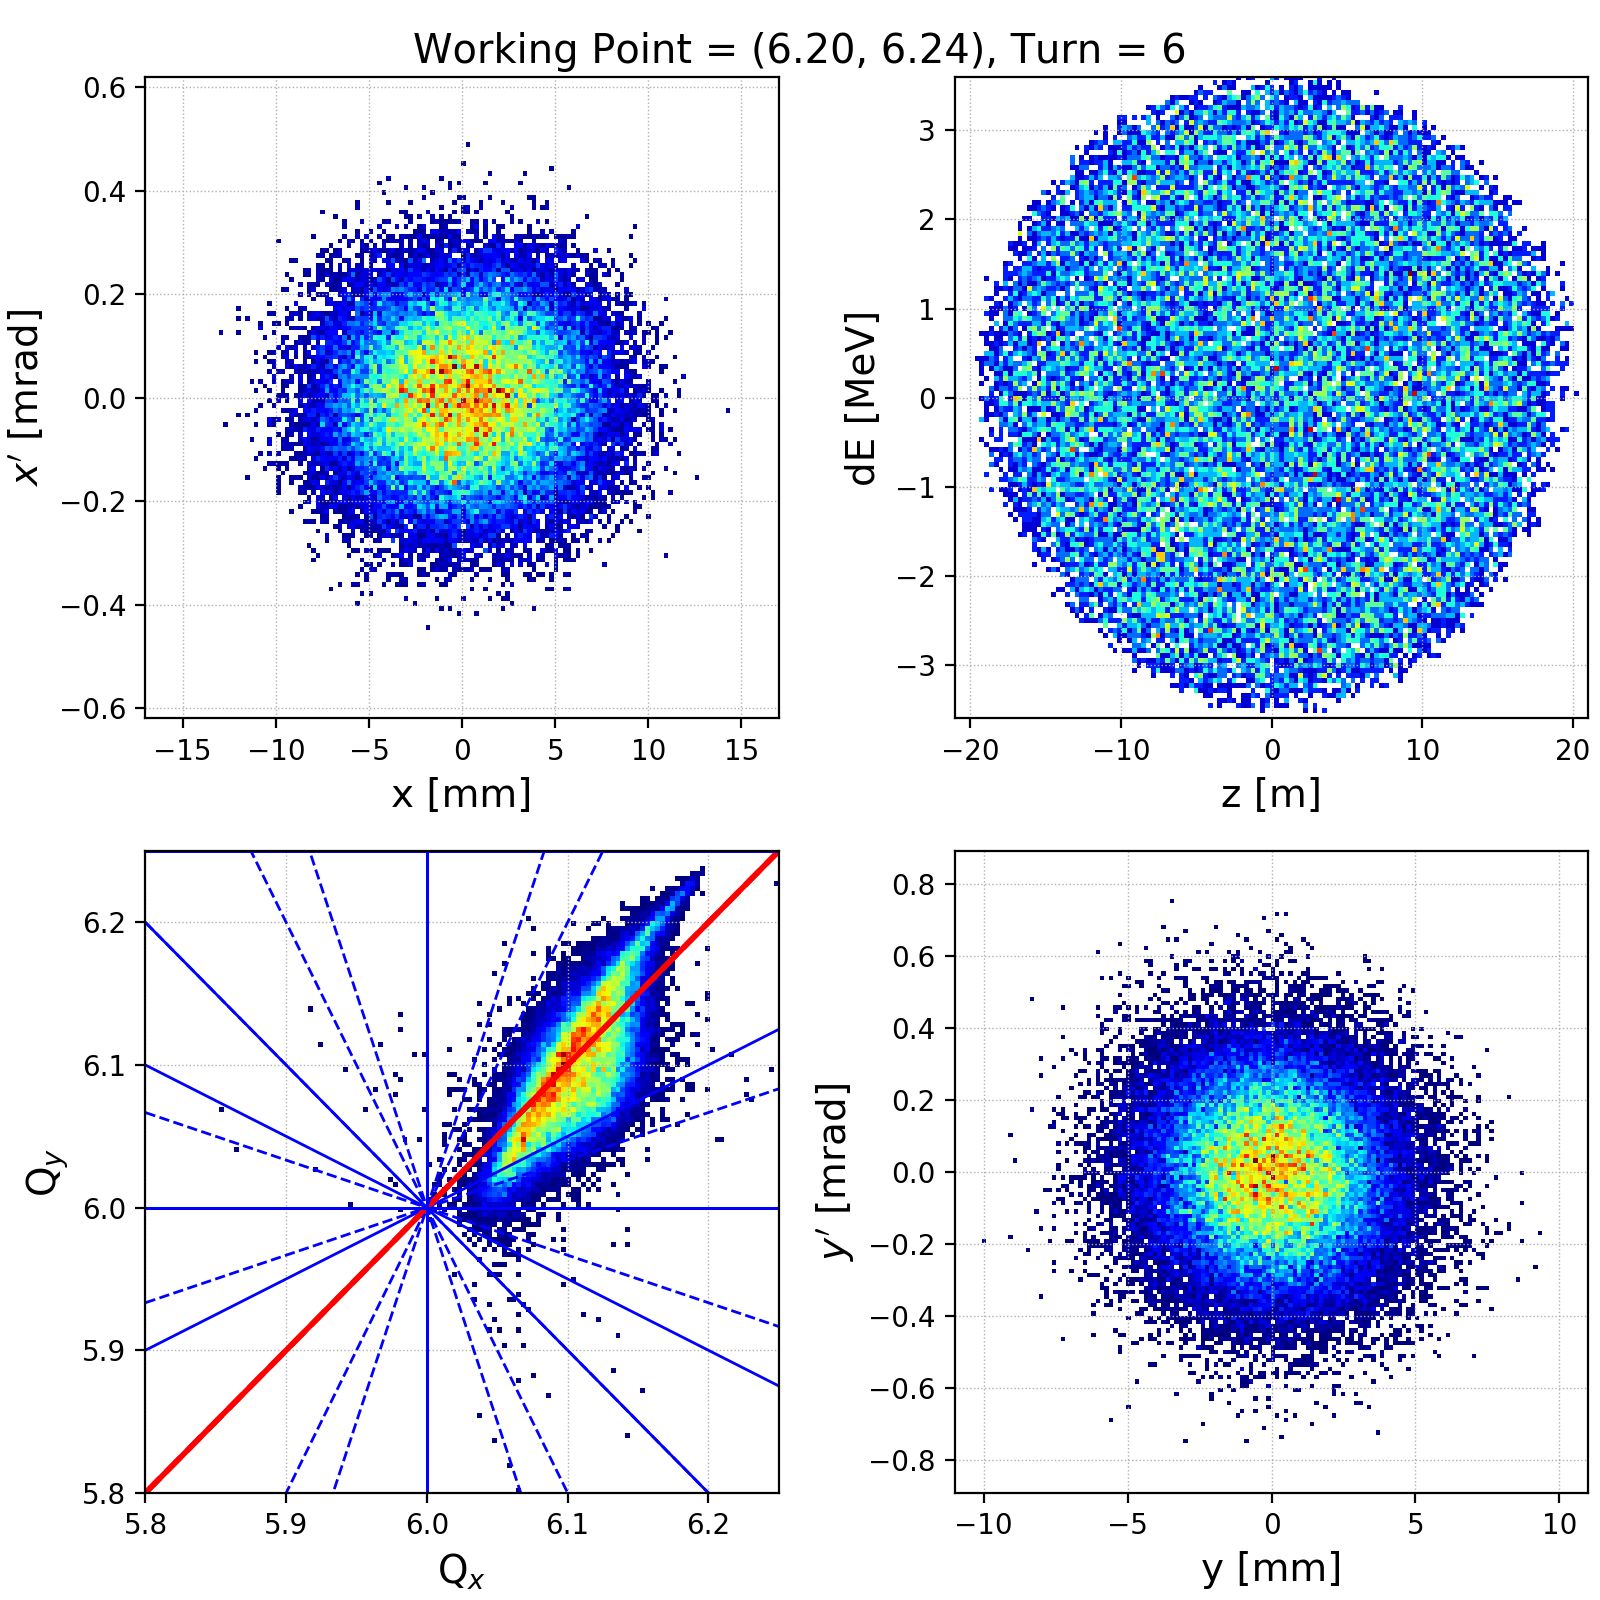 Working Point = (6.20, 6.24), Turn = 6
0.6
0.4
0.2
0.0
−0.2
−0.4
−0.6
x′ [mrad]
−15 −10 −5 0 5 10 15
x [mm]
3
2
1
0
−1
−2
−3
dE [MeV]
−20 −10 0 10 20
z [m]
6.2
6.1
6.0
5.9
5.8
Qy
5.8 5.9 6.0 6.1 6.2
Qx
0.8
0.6
0.4
0.2
0.0
−0.2
−0.4
−0.6
−0.8
y′ [mrad]
−10 −5 0 5 10
y [mm]